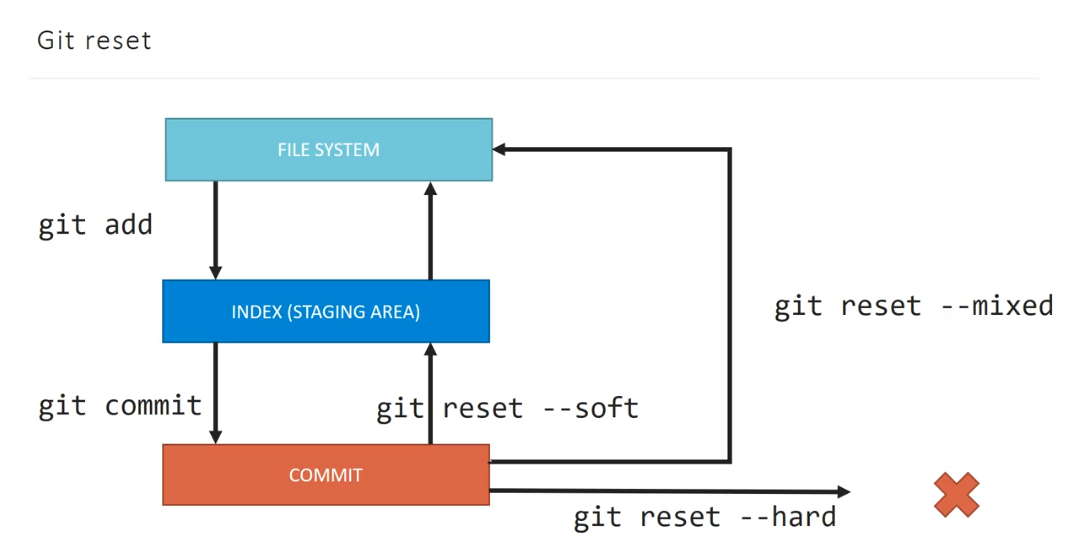 Git reset
FILE SYSTEM
git add
INDEX (STAGING AREA)
git reset --mixed
git commit
git reset --soft
COMMIT
git reset --hard